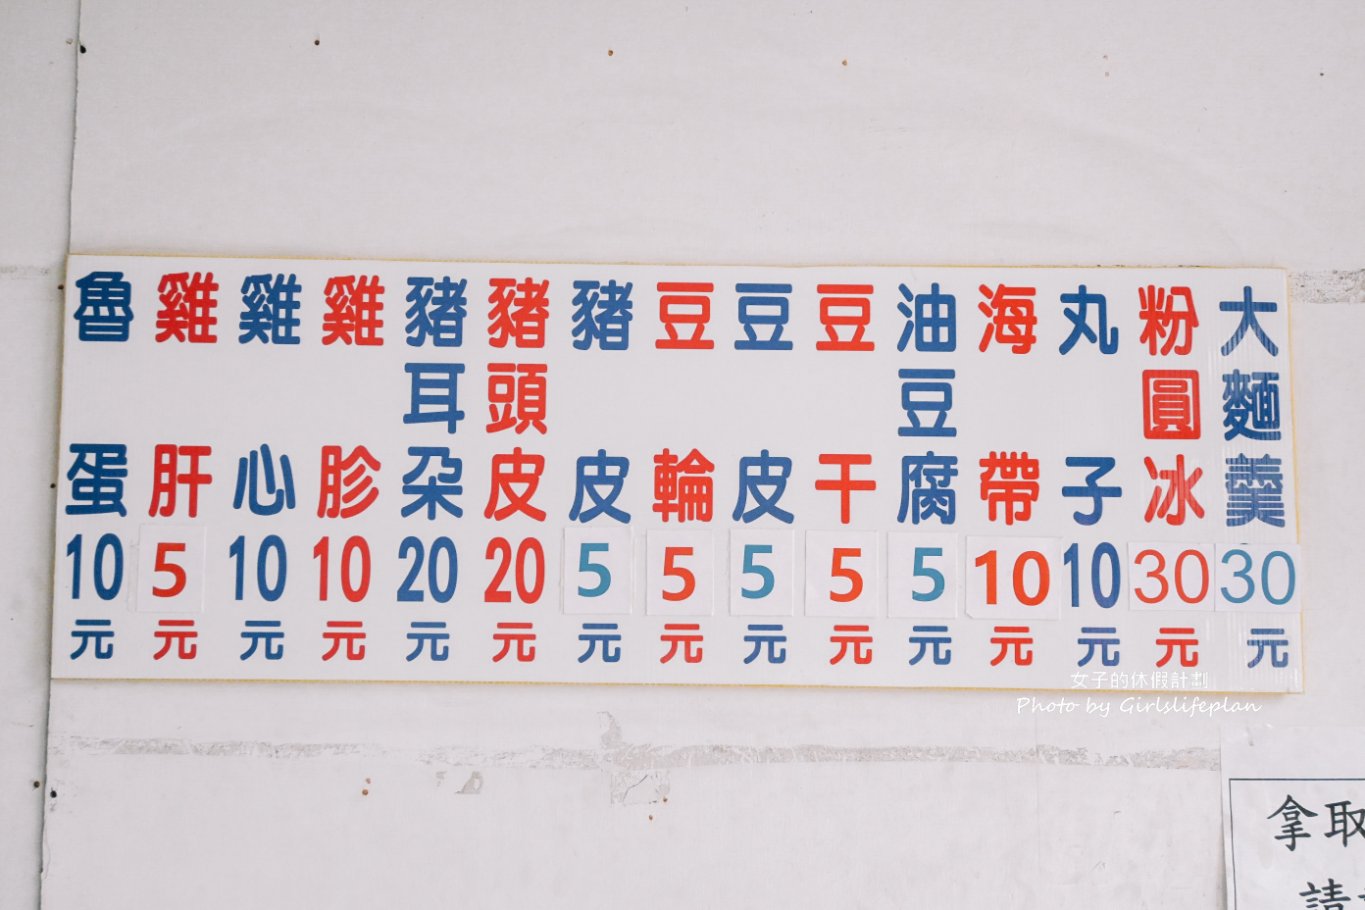 大麵羹30元
粉圓冰30元
丸子10元
海帶10元
油豆腐5元
豆干5元
豆皮5元
豆輪5元
豬皮5元
豬頭皮20元
豬耳朵20元
雞胗10元
雞心10元
雞肝5元
魯蛋10元
女子的休假計劃
Photo by Girlslifeplan
拿取
請